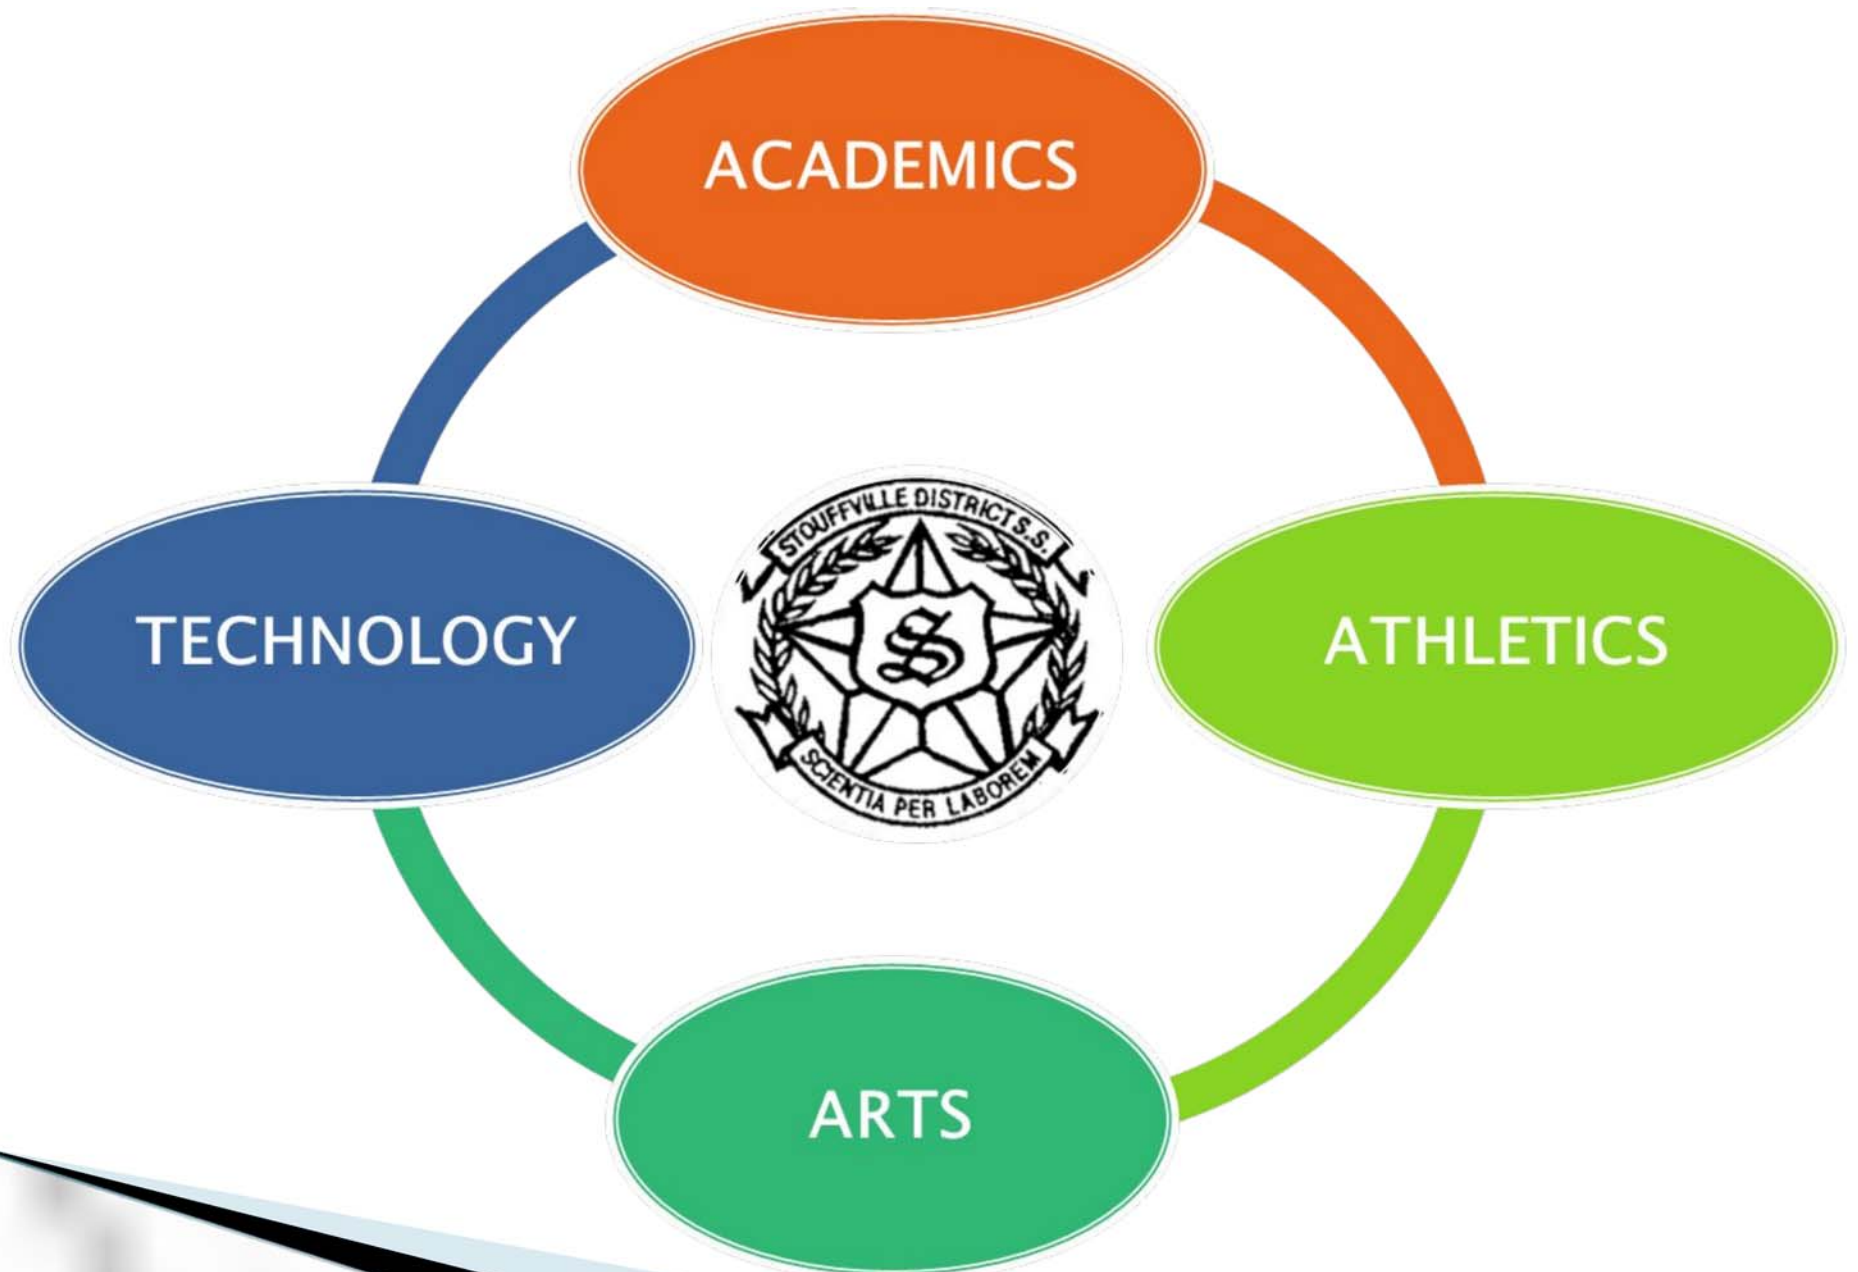 ACADEMICS
STOUFFVILLE DISTRICT S.S.
TECHNOLOGY
S
ATHLETICS
SCIENTIA PER LABOREM
ARTS